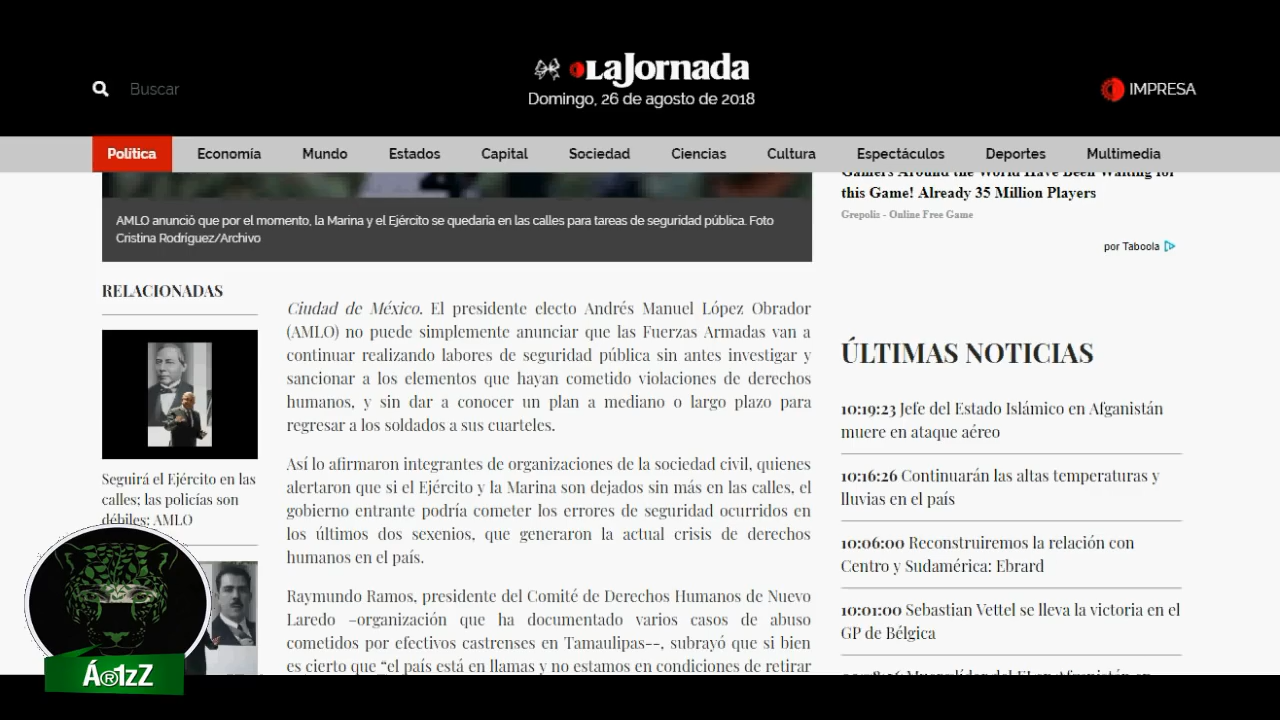 Buscar
LaJornada
Domingo, 26 de agosto de 2018
IMPRESA
Política
Economía
Mundo
Estados
Capital
Sociedad
Ciencias
Cultura
Espectáculos
Deportes
Multimedia
AMLO anunció que por el momento, la Marina y el Ejército se quedaría en las calles para tareas de seguridad pública. Foto
Cristina Rodríguez/Archivo
RELACIONADAS
Seguirá el Ejército en las
calles; las policías son
débiles: AMLO
Ciudad de México. El presidente electo Andrés Manuel López Obrador
(AMLO) no puede simplemente anunciar que las Fuerzas Armadas van a
continuar realizando labores de seguridad pública sin antes investigar y
sancionar a los elementos que hayan cometido violaciones de derechos
humanos, y sin dar a conocer un plan a mediano o largo plazo para
regresar a los soldados a sus cuarteles.
Así lo afirmaron integrantes de organizaciones de la sociedad civil, quienes
alertaron que si el Ejército y la Marina son dejados sin más en las calles, el
gobierno entrante podría cometer los errores de seguridad ocurridos en
los últimos dos sexenios, que generaron la actual crisis de derechos
humanos en el país.
Raymundo Ramos, presidente del Comité de Derechos Humanos de Nuevo
Laredo –organización que ha documentado varios casos de abuso
cometidos por efectivos castrenses en Tamaulipas--, subrayó que si bien
es cierto que “el país está en llamas y no estamos en condiciones de retirar
Gamers Around the World Have Been Waiting for
this Game! Already 35 Million Players
Grepoliz - Online Free Game
por Taboola
ÚLTIMAS NOTICIAS
10:19:23 Jefe del Estado Islámico en Afganistán
muere en ataque aéreo
10:16:26 Continuarán las altas temperaturas y
lluvias en el país
10:06:00 Reconstruiremos la relación con
Centro y Sudamérica: Ebrard
10:01:00 Sebastian Vettel se lleva la victoria en el
GP de Bélgica
Á®1zZ